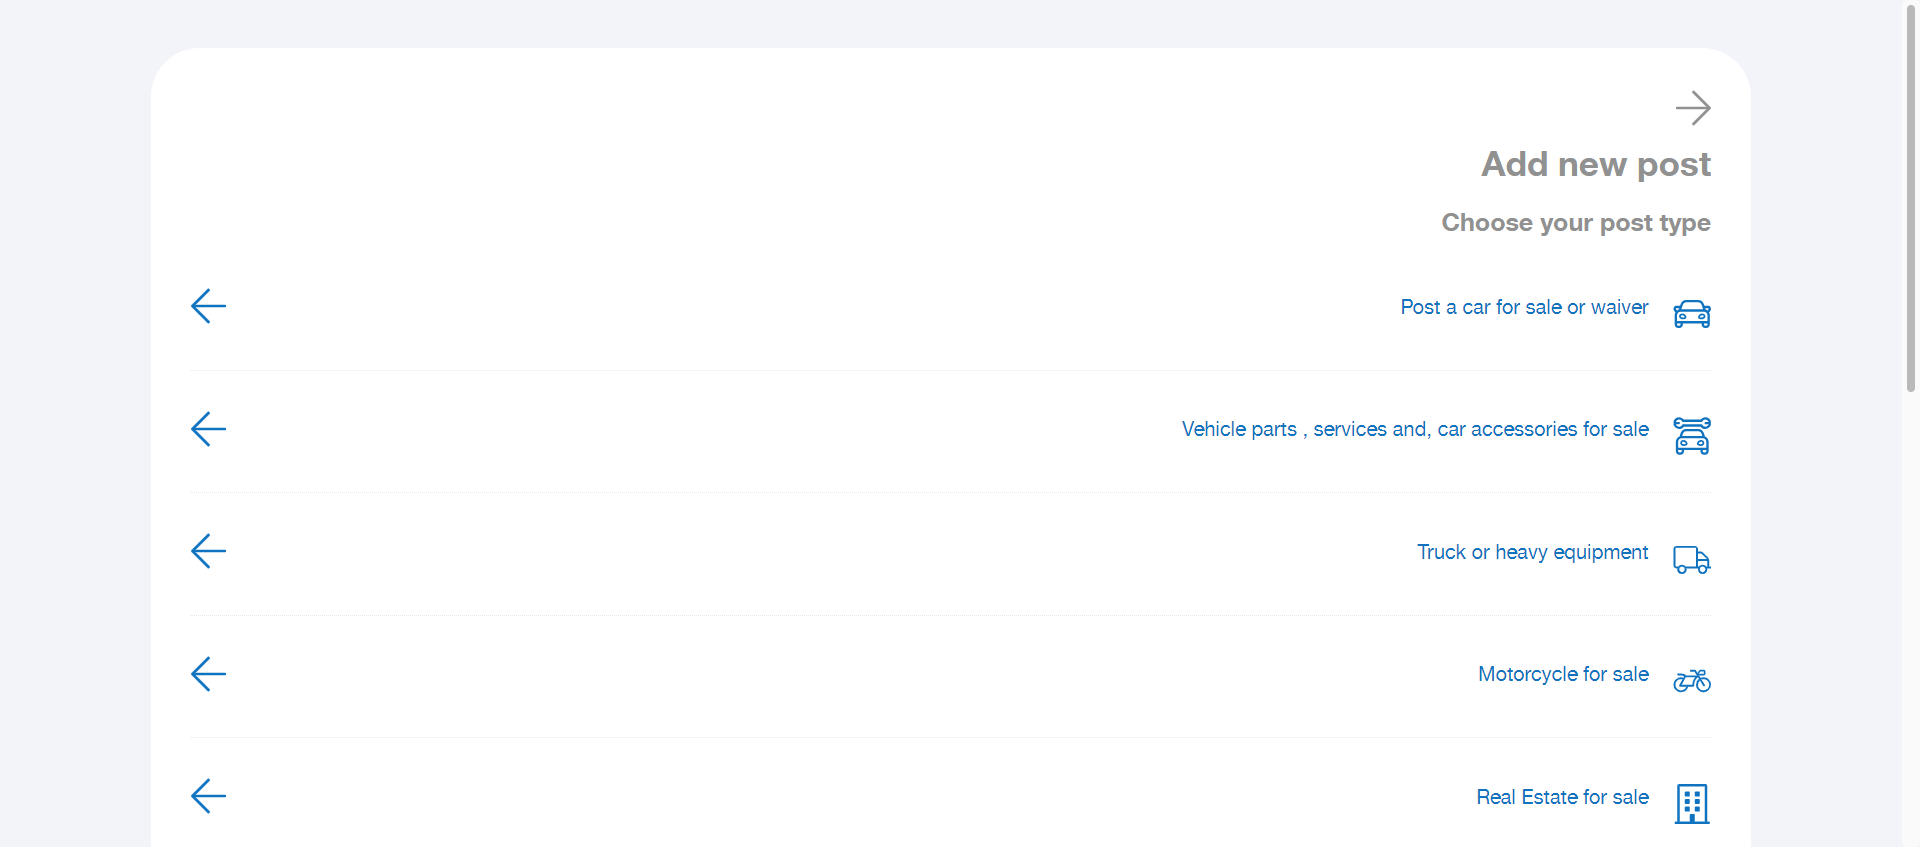 Add new post
Choose your post type
Post a car for sale or waiver
Vehicle parts , services and, car accessories for sale
Truck or heavy equipment
Motorcycle for sale
Real Estate for sale